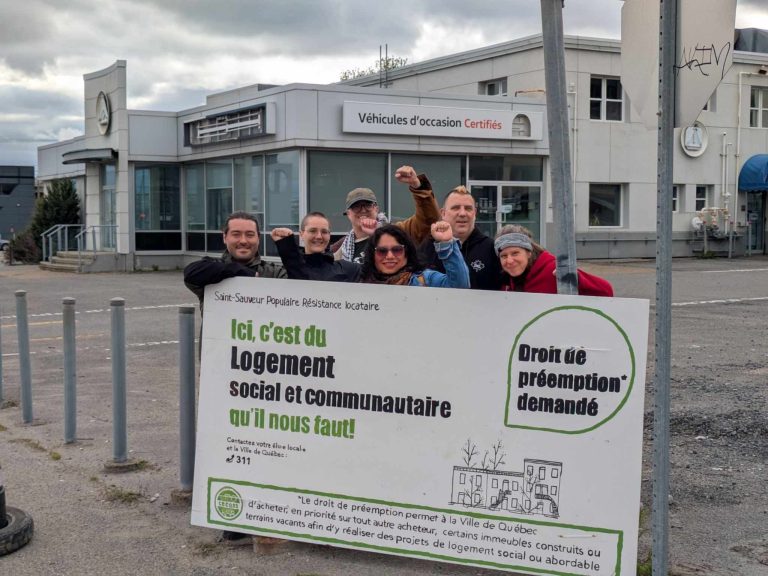 Véhicules d'occasion Certifiés
Saint-Sauveur Populaire Résistance locataire
Ici, c'est du
Logement
social et communautaire
qu'il nous faut!
Droit de
préemption*
demandé
Contactez votre élu·e local·e
et la Ville de Québec :
311
*Le droit de préemption permet à la Ville de Québec
d'acheter, en priorité sur tout autre acheteur, certains immeubles construits ou
terrains vacants afin d'y réaliser des projets de logement social ou abordable